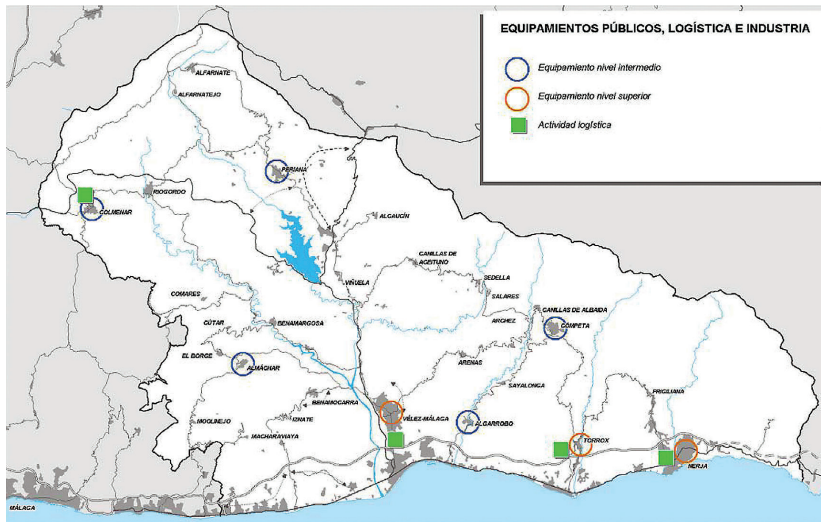 EQUIPAMIENTOS PÚBLICOS, LOGÍSTICA E INDUSTRIA
Equipamiento nivel intermedio
Equipamiento nivel superior
Actividad logística
ALFARNATE
ALFARNATEJO
PERIANA
RIOGORDO
COLMENAR
ALCAUCÍN
CANILLAS DE
ACEITUNO
SEDELLA
VIÑUELA
SALARES
COMARES
CANILLAS DE ALBAIDA
ARCHEZ
CÓMPETA
CÚTAR
BENAMARGOSA
EL BORGE
ARENAS
ALMÁCHAR
SAYALONGA
FRIGILIANA
BENAMOCARRA
IZNATE
VÉLEZ-MÁLAGA
MOCLINEJO
ALGARROBO
MACHARAVIAYA
TORROX
NERJA
MÁLAGA